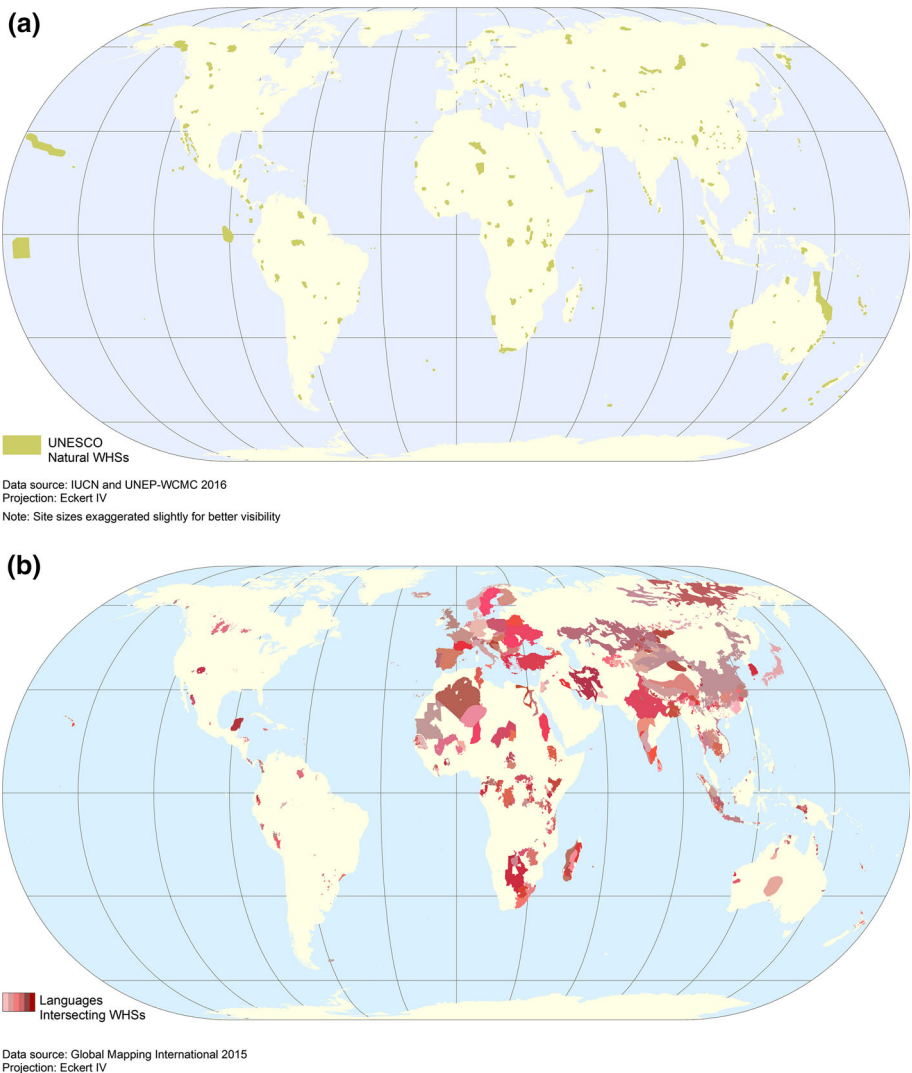 (a)
UNESCO
Natural WHSs
Data source: IUCN and UNEP-WCMC 2016
Projection: Eckert IV
Note: Site sizes exaggerated slightly for better visibility
(b)
Languages
Intersecting WHSs
Data source: Global Mapping International 2015
Projection: Eckert IV